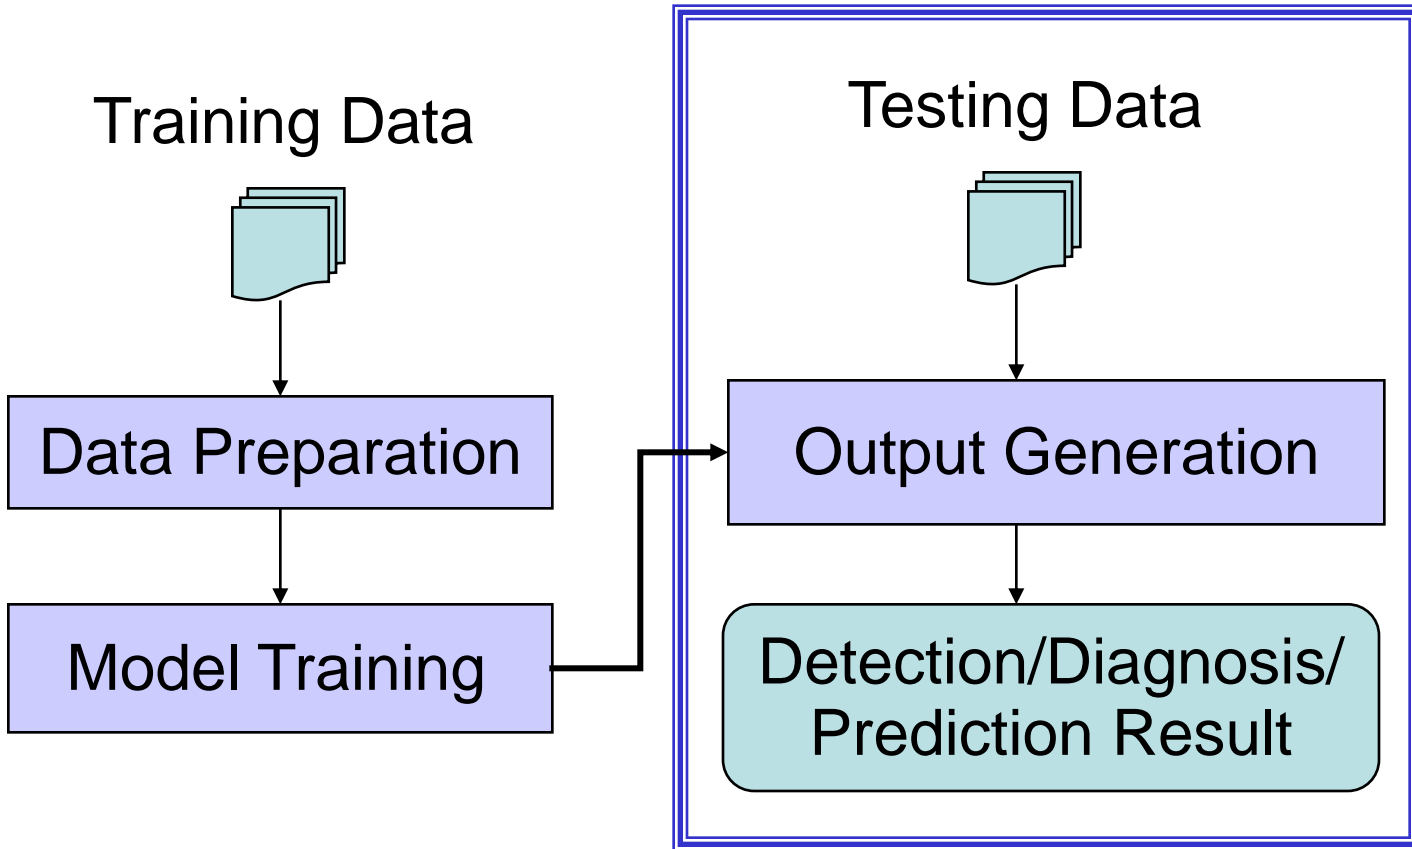 Training Data
Data Preparation
Model Training
Testing Data
Output Generation
Detection/Diagnosis/
Prediction Result